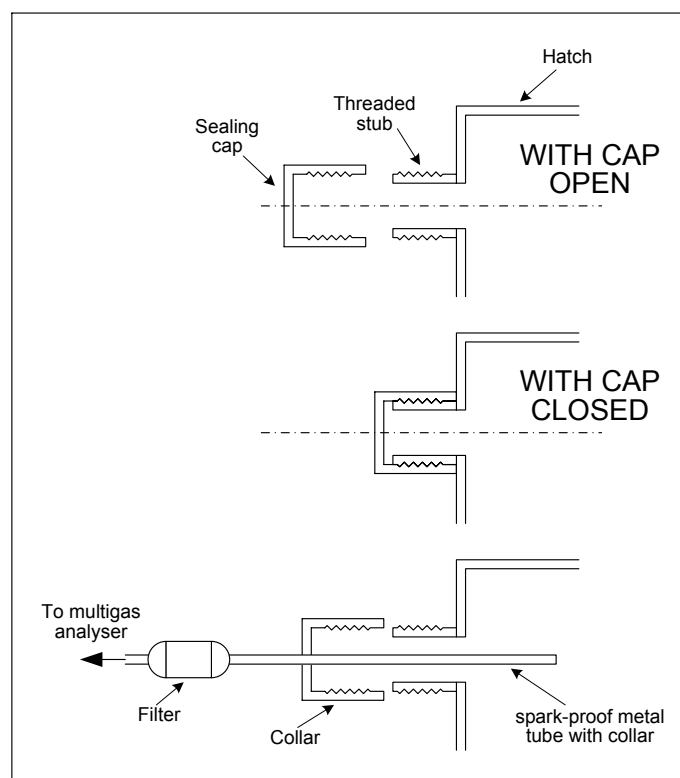 Hatch
Threaded
stub
Sealing
cap
WITH CAP
OPEN
WITH CAP
CLOSED
To multigas
analyser
Filter
Collar
spark-proof metal
tube with collar